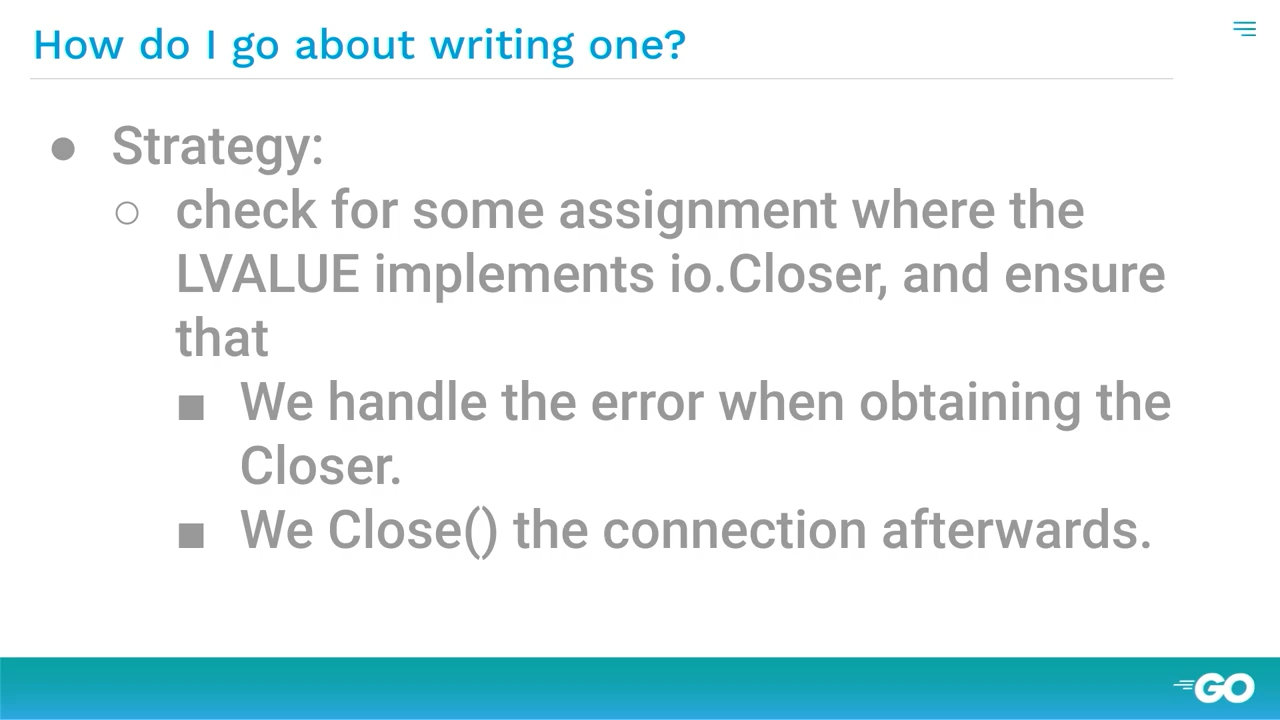 How do I go about writing one?
● Strategy:
○ check for some assignment where the
LVALUE implements io.Closer, and ensure
that
■ We handle the error when obtaining the
Closer.
■ We Close() the connection afterwards.
GO